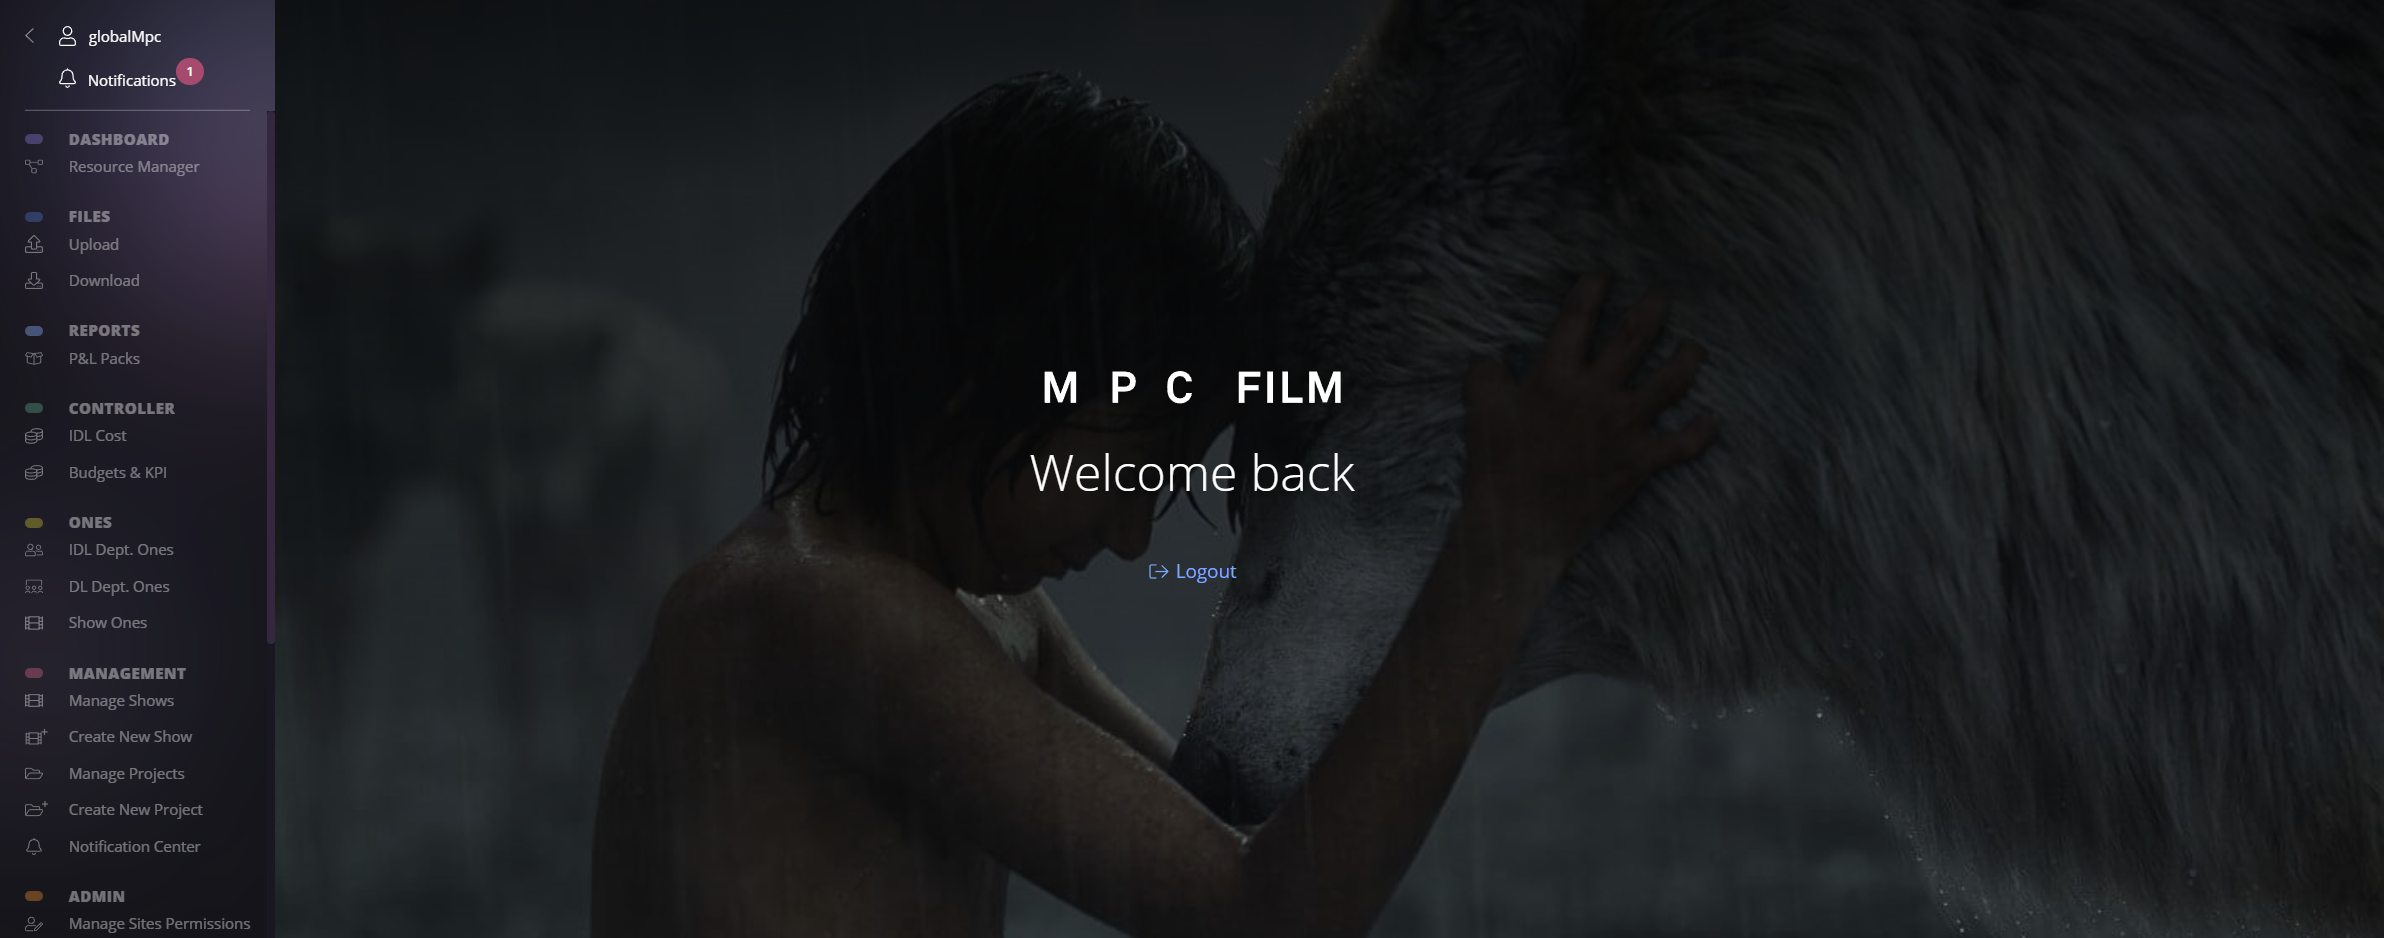 globalMpc
Notifications 1
DASHBOARD
Resource Manager
FILES
Upload
Download
REPORTS
P&L Packs
CONTROLLER
IDL Cost
Budgets & KPI
ONES
IDL Dept. Ones
DL Dept. Ones
Show Ones
MANAGEMENT
Manage Shows
Create New Show
Manage Projects
Create New Project
Notification Center
ADMIN
Manage Sites Permissions
M P C FILM
Welcome back
Logout